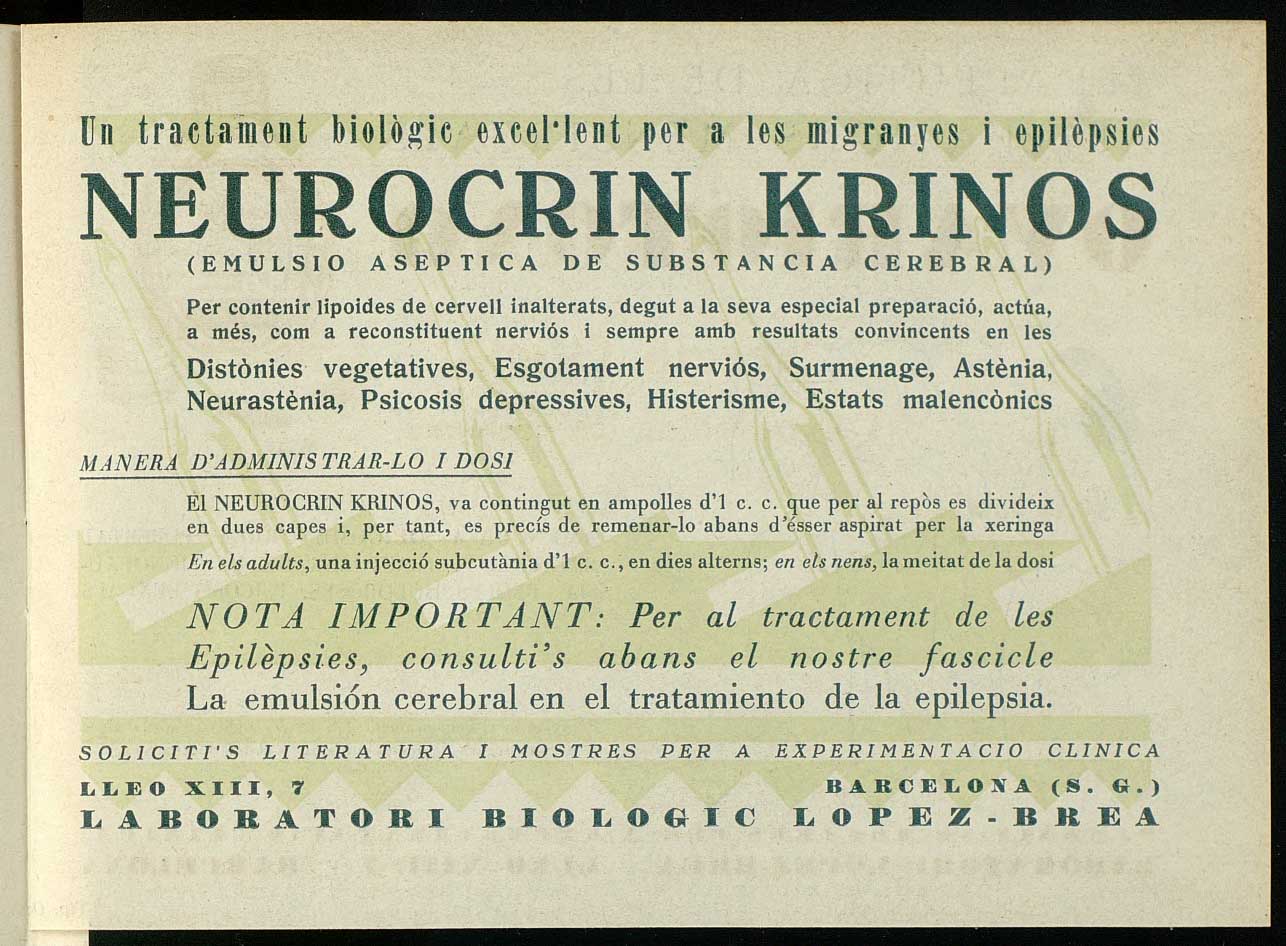 Un tractament biològic excel·lent per a les migranyes i epilèpsies
NEUROCRIN KRINOS
(EMULSIO ASEPTICA DE SUBSTANCIA CEREBRAL)
Per contenir lipoides de cervell inalterats, degut a la seva especial preparació, actúa,
a més, com a reconstituent nerviós i sempre amb resultats convincents en les
Distònies vegetatives, Esgotament nerviós, Surmenage, Astènia,
Neurastènia, Psicosis depressives, Histerisme, Estats malencònics
MANERA D'ADMINISTRAR-LO I DOSI
El NEUROCRIN KRINOS, va contingut en ampolles d'1 c. c. que per al repòs es divideix
en dues capes i, per tant, es precís de remenar-lo abans d'ésser aspirat per la xeringa
En els adults, una injecció subcutània d'1 c. c., en dies alterns; en els nens, la meitat de la dosi
NOTA IMPORTANT: Per al tractament de les
Epilèpsies, consulti's abans el nostre fascicle
La emulsión cerebral en el tratamiento de la epilepsia.
SOLICITI'S LITERATURA I MOSTRES PER A EXPERIMENTACIO CLINICA
LLEO XIII, 7 BARCELONA (S. G.)
LABORATORI BIOLOGIC LOPEZ-BREA